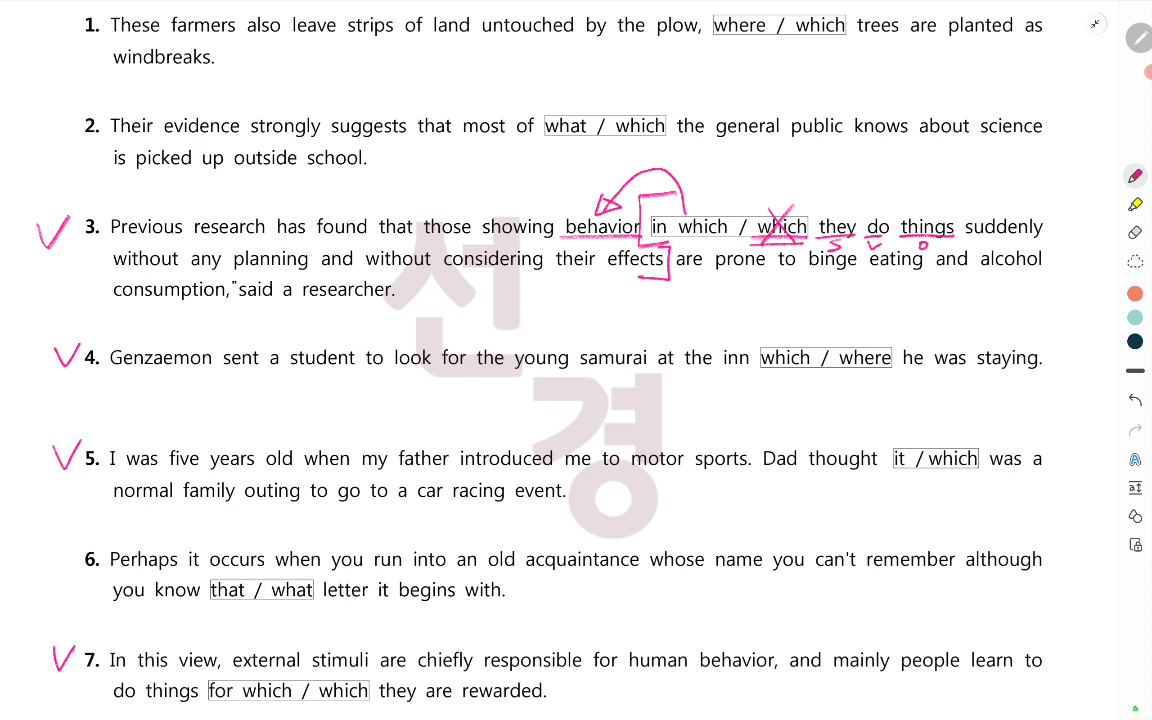 1. These farmers also leave strips of land untouched by the plow, where / which trees are planted as
windbreaks.
2. Their evidence strongly suggests that most of what / which the general public knows about science
is picked up outside school.
3. Previous research has found that those showing behavior in which / which they do things suddenly
S V O
without any planning and without considering their effects are prone to binge eating and alcohol
consumption,"said a researcher.
선
4. Genzaemon sent a student to look for the young samurai at the inn which / where he was staying.
경
5. I was five years old when my father introduced me to motor sports. Dad thought it / which was a
normal family outing to go to a car racing event.
6. Perhaps it occurs when you run into an old acquaintance whose name you can't remember although
you know that / what letter it begins with.
7. In this view, external stimuli are chiefly responsible for human behavior, and mainly people learn to
do things for which / which they are rewarded.